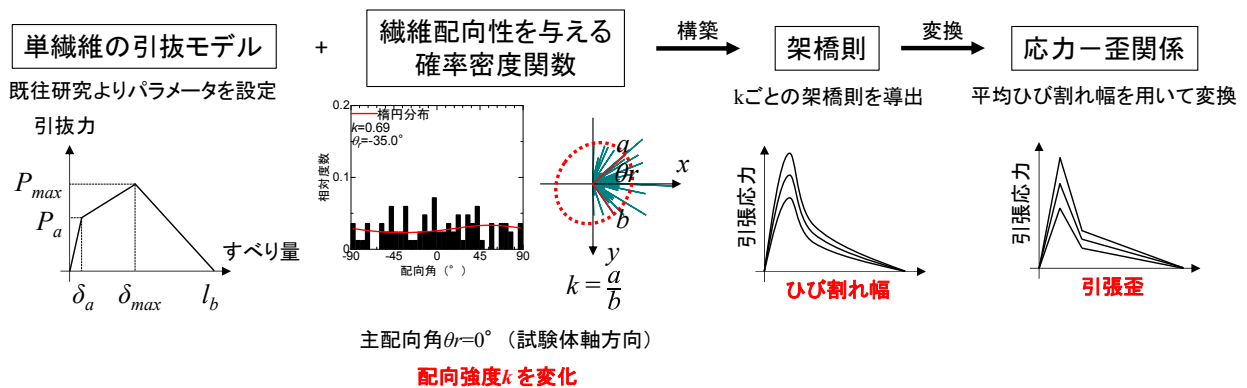 単繊維の引抜モデル
+
繊維配向性を与える
確率密度関数
構築
架橋則
変換
応力－歪関係
既往研究よりパラメータを設定
引抜力
P_max
P_a
すべり量
δ_a
δ_max
l_b
0.2
0.1
0
相対度数
楕円分布
k=0.69
θr=-35.0°
-90
-45
0
45
90
配向角（°）
a
θr
b
x
y
k = a/b
主配向角θr=0°（試験体軸方向）
配向強度kを変化
kごとの架橋則を導出
引張応力
ひび割れ幅
平均ひび割れ幅を用いて変換
引張応力
引張歪